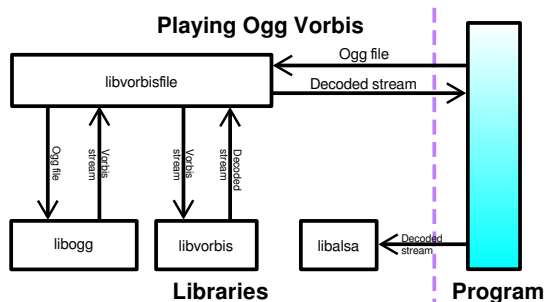 Playing Ogg Vorbis
Ogg file
libvorbisfile
Decoded stream
Ogg file
Vorbis
stream
Vorbis
stream
Decoded
stream
libogg
libvorbis
libalsa
Decoded
stream
Libraries
Program